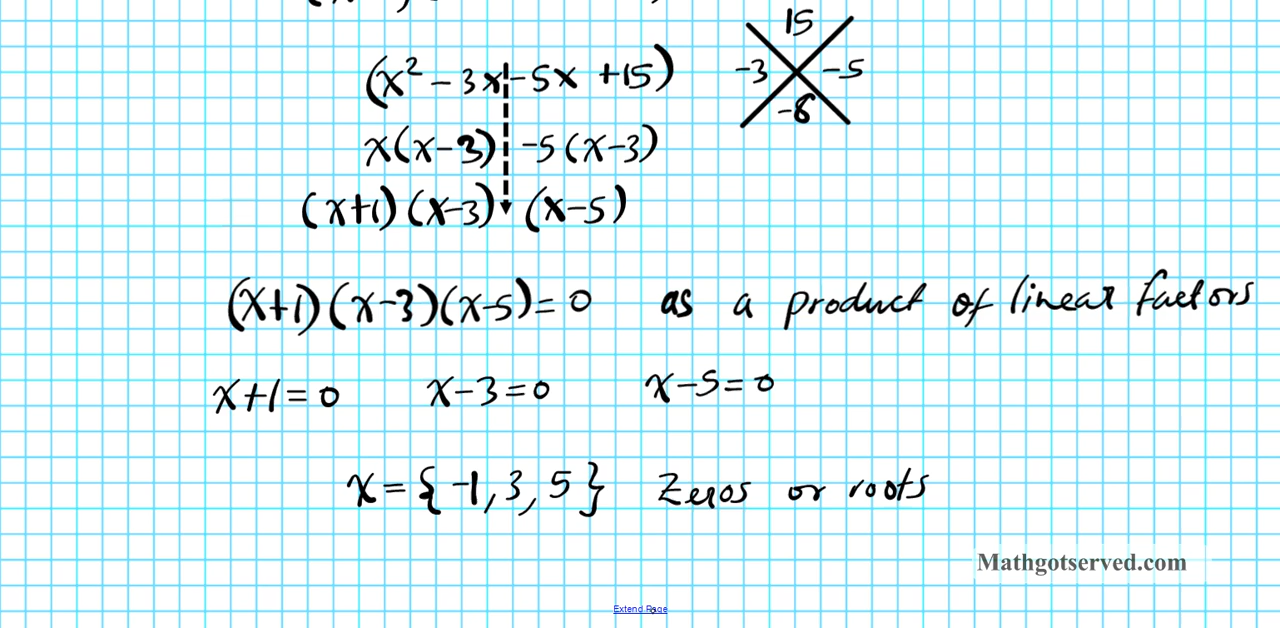 15
(x² - 3x - 5x + 15)
-3 -5
-8
x(x-3) -5(x-3)
(x+1)(x-3) (x-5)
(x+1)(x-3)(x-5)=0 as a product of linear factors
x+1=0 x-3=0 x-5=0
x={-1,3,5} Zeros or roots
Mathgotserved.com
Extend Page